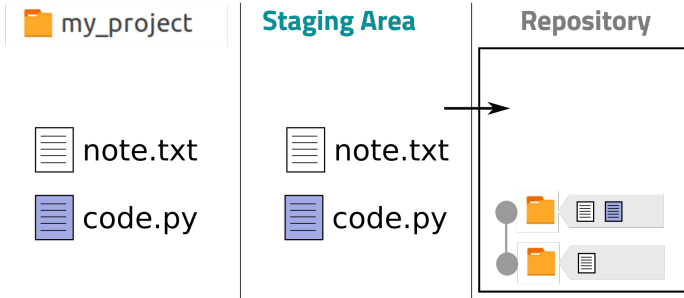 my_project
Staging Area
Repository
note.txt
note.txt
code.py
code.py